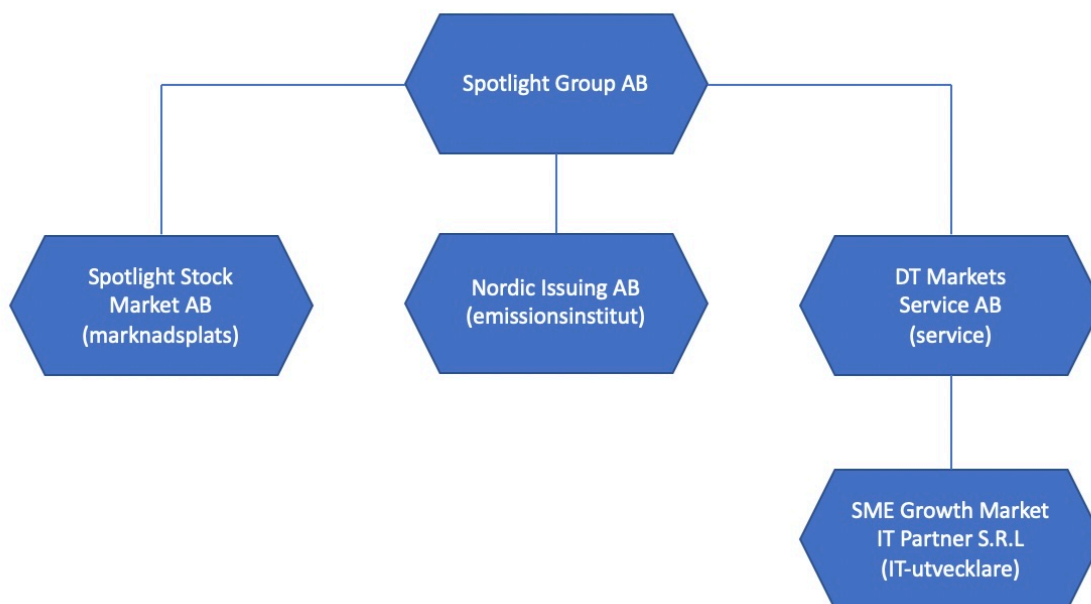 Spotlight Group AB
Spotlight Stock
Market AB
(marknadsplats)
Nordic Issuing AB
(emissionsinstitut)
DT Markets
Service AB
(service)
SME Growth Market
IT Partner S.R.L
(IT-utvecklare)